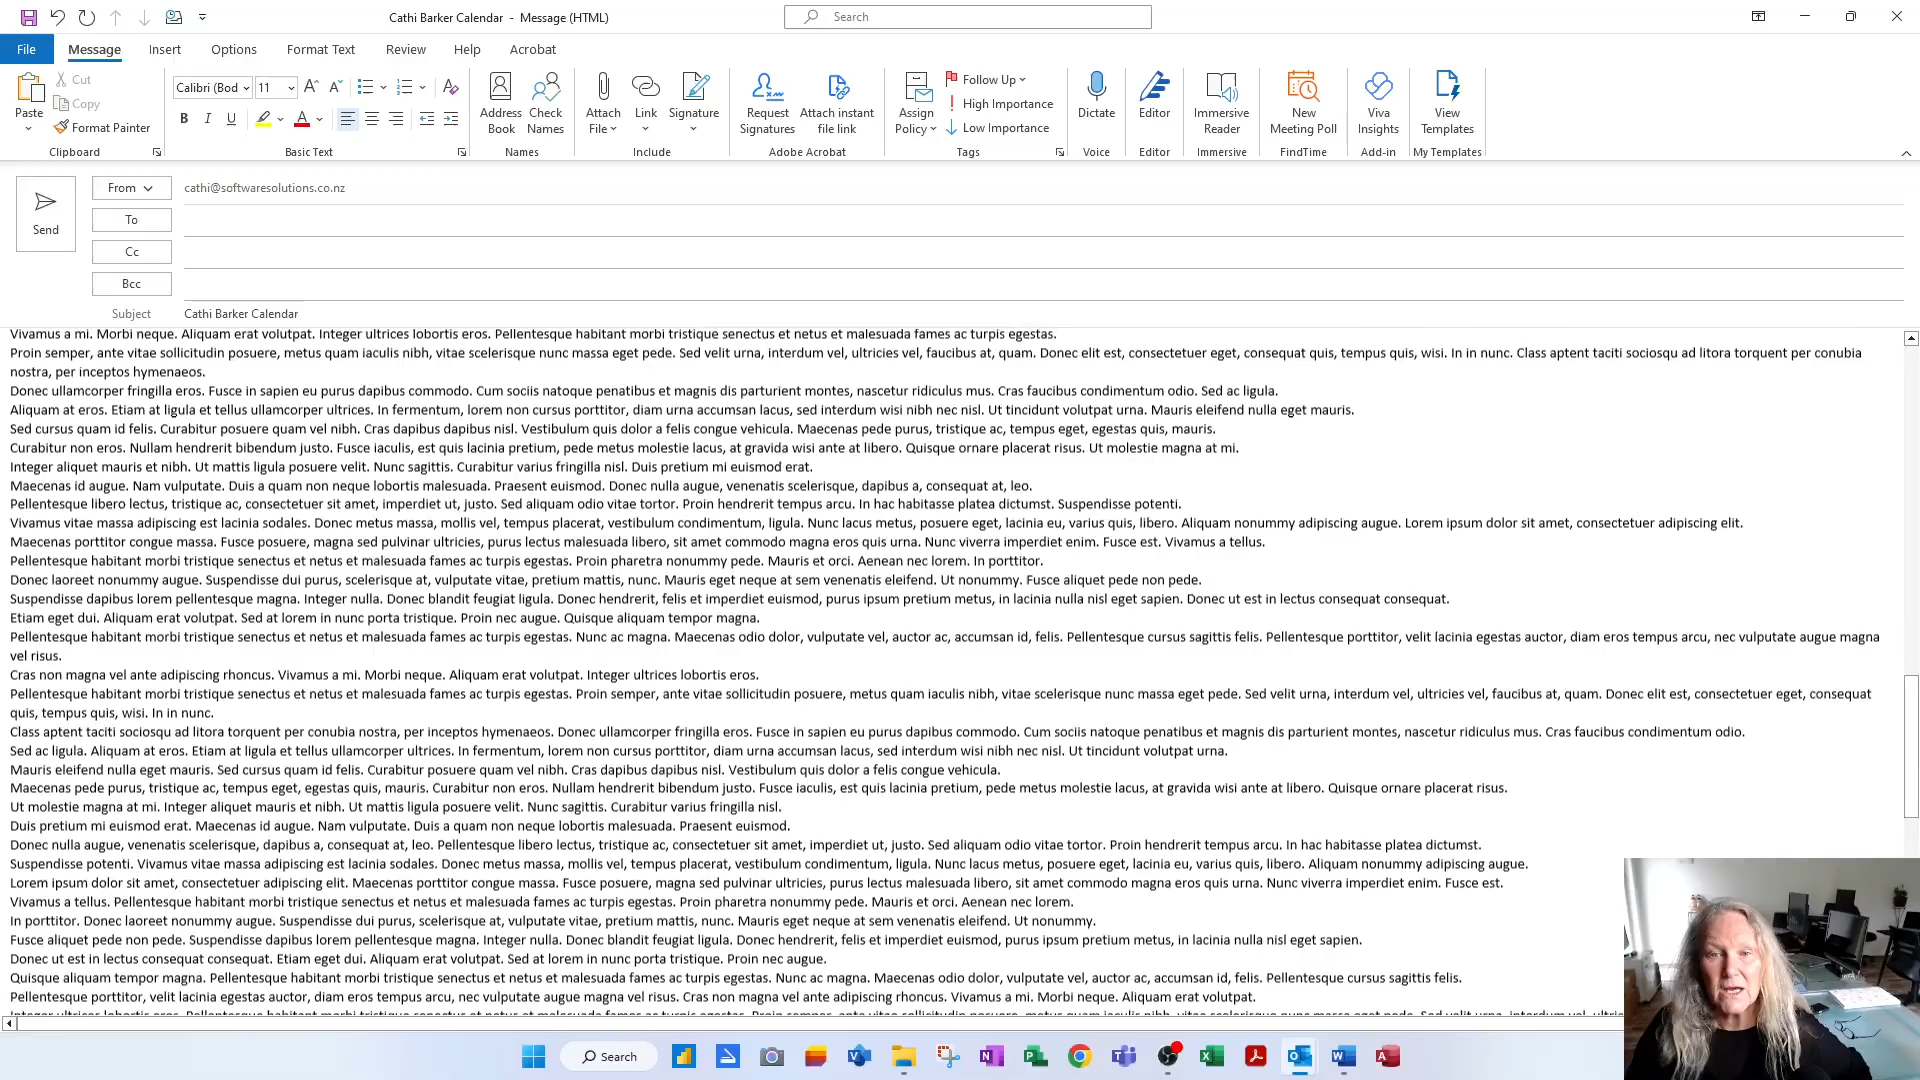 Cathi Barker Calendar - Message (HTML)
Search
File Message Insert Options Format Text Review Help Acrobat
Paste
Cut
Copy
Format Painter
Clipboard
Calibri (Bod 11
Basic Text
Address Book
Check Names
Names
Attach File
Link
Signature
Include
Request Signatures
Attach instant file link
Adobe Acrobat
Assign Policy
Follow Up
High Importance
Low Importance
Tags
Dictate
Voice
Editor
Editor
Immersive Reader
Immersive
New Meeting Poll
FindTime
Viva Insights
Add-in
View Templates
My Templates
Send
From cathi@softwaresolutions.co.nz
To
Cc
Bcc
Subject Cathi Barker Calendar
Vivamus a mi. Morbi neque. Aliquam erat volutpat. Integer ultrices lobortis eros. Pellentesque habitant morbi tristique senectus et netus et malesuada fames ac turpis egestas.
Proin semper, ante vitae sollicitudin posuere, metus quam iaculis nibh, vitae scelerisque nunc massa eget pede. Sed velit urna, interdum vel, ultricies vel, faucibus at, quam. Donec elit est, consectetuer eget, consequat quis, tempus quis, wisi. In in nunc. Class aptent taciti sociosqu ad litora torquent per conubia
nostra, per inceptos hymenaeos.
Donec ullamcorper fringilla eros. Fusce in sapien eu purus dapibus commodo. Cum sociis natoque penatibus et magnis dis parturient montes, nascetur ridiculus mus. Cras faucibus condimentum odio. Sed ac ligula.
Aliquam at eros. Etiam at ligula et tellus ullamcorper ultrices. In fermentum, lorem non cursus porttitor, diam urna accumsan lacus, sed interdum wisi nibh nec nisl. Ut tincidunt volutpat urna. Mauris eleifend nulla eget mauris.
Sed cursus quam id felis. Curabitur posuere quam vel nibh. Cras dapibus dapibus nisl. Vestibulum quis dolor a felis congue vehicula. Maecenas pede purus, tristique ac, tempus eget, egestas quis, mauris.
Curabitur non eros. Nullam hendrerit bibendum justo. Fusce iaculis, est quis lacinia pretium, pede metus molestie lacus, at gravida wisi ante at libero. Quisque ornare placerat risus. Ut molestie magna at mi.
Integer aliquet mauris et nibh. Ut mattis ligula posuere velit. Nunc sagittis. Curabitur varius fringilla nisl. Duis pretium mi euismod erat.
Maecenas id augue. Nam vulputate. Duis a quam non neque lobortis malesuada. Praesent euismod. Donec nulla augue, venenatis scelerisque, dapibus a, consequat at, leo.
Pellentesque libero lectus, tristique ac, consectetuer sit amet, imperdiet ut, justo. Sed aliquam odio vitae tortor. Proin hendrerit tempus arcu. In hac habitasse platea dictumst. Suspendisse potenti.
Vivamus vitae massa adipiscing est lacinia sodales. Donec metus massa, mollis vel, tempus placerat, vestibulum condimentum, ligula. Nunc lacus metus, posuere eget, lacinia eu, varius quis, libero. Aliquam nonummy adipiscing augue. Lorem ipsum dolor sit amet, consectetuer adipiscing elit.
Maecenas porttitor congue massa. Fusce posuere, magna sed pulvinar ultricies, purus lectus malesuada libero, sit amet commodo magna eros quis urna. Nunc viverra imperdiet enim. Fusce est. Vivamus a tellus.
Pellentesque habitant morbi tristique senectus et netus et malesuada fames ac turpis egestas. Proin pharetra nonummy pede. Mauris et orci. Aenean nec lorem. In porttitor.
Donec laoreet nonummy augue. Suspendisse dui purus, scelerisque at, vulputate vitae, pretium mattis, nunc. Mauris eget neque at sem venenatis eleifend. Ut nonummy. Fusce aliquet pede non pede.
Suspendisse dapibus lorem pellentesque magna. Integer nulla. Donec blandit feugiat ligula. Donec hendrerit, felis et imperdiet euismod, purus ipsum pretium metus, in lacinia nulla nisl eget sapien. Donec ut est in lectus consequat consequat.
Etiam eget dui. Aliquam erat volutpat. Sed at lorem in nunc porta tristique. Proin nec augue. Quisque aliquam tempor magna.
Pellentesque habitant morbi tristique senectus et netus et malesuada fames ac turpis egestas. Nunc ac magna. Maecenas odio dolor, vulputate vel, auctor ac, accumsan id, felis. Pellentesque cursus sagittis felis. Pellentesque porttitor, velit lacinia egestas auctor, diam eros tempus arcu, nec vulputate augue magna
vel risus.
Cras non magna vel ante adipiscing rhoncus. Vivamus a mi. Morbi neque. Aliquam erat volutpat. Integer ultrices lobortis eros.
Pellentesque habitant morbi tristique senectus et netus et malesuada fames ac turpis egestas. Proin semper, ante vitae sollicitudin posuere, metus quam iaculis nibh, vitae scelerisque nunc massa eget pede. Sed velit urna, interdum vel, ultricies vel, faucibus at, quam. Donec elit est, consectetuer eget, consequat
quis, tempus quis, wisi. In in nunc.
Class aptent taciti sociosqu ad litora torquent per conubia nostra, per inceptos hymenaeos. Donec ullamcorper fringilla eros. Fusce in sapien eu purus dapibus commodo. Cum sociis natoque penatibus et magnis dis parturient montes, nascetur ridiculus mus. Cras faucibus condimentum odio.
Sed ac ligula. Aliquam at eros. Etiam at ligula et tellus ullamcorper ultrices. In fermentum, lorem non cursus porttitor, diam urna accumsan lacus, sed interdum wisi nibh nec nisl. Ut tincidunt volutpat urna.
Mauris eleifend nulla eget mauris. Sed cursus quam id felis. Curabitur posuere quam vel nibh. Cras dapibus dapibus nisl. Vestibulum quis dolor a felis congue vehicula.
Maecenas pede purus, tristique ac, tempus eget, egestas quis, mauris. Curabitur non eros. Nullam hendrerit bibendum justo. Fusce iaculis, est quis lacinia pretium, pede metus molestie lacus, at gravida wisi ante at libero. Quisque ornare placerat risus.
Ut molestie magna at mi. Integer aliquet mauris et nibh. Ut mattis ligula posuere velit. Nunc sagittis. Curabitur varius fringilla nisl.
Duis pretium mi euismod erat. Maecenas id augue. Nam vulputate. Duis a quam non neque lobortis malesuada. Praesent euismod.
Donec nulla augue, venenatis scelerisque, dapibus a, consequat at, leo. Pellentesque libero lectus, tristique ac, consectetuer sit amet, imperdiet ut, justo. Sed aliquam odio vitae tortor. Proin hendrerit tempus arcu. In hac habitasse platea dictumst.
Suspendisse potenti. Vivamus vitae massa adipiscing est lacinia sodales. Donec metus massa, mollis vel, tempus placerat, vestibulum condimentum, ligula. Nunc lacus metus, posuere eget, lacinia eu, varius quis, libero. Aliquam nonummy adipiscing augue.
Lorem ipsum dolor sit amet, consectetuer adipiscing elit. Maecenas porttitor congue massa. Fusce posuere, magna sed pulvinar ultricies, purus lectus malesuada libero, sit amet commodo magna eros quis urna. Nunc viverra imperdiet enim. Fusce est.
Vivamus a tellus. Pellentesque habitant morbi tristique senectus et netus et malesuada fames ac turpis egestas. Proin pharetra nonummy pede. Mauris et orci. Aenean nec lorem.
In porttitor. Donec laoreet nonummy augue. Suspendisse dui purus, scelerisque at, vulputate vitae, pretium mattis, nunc. Mauris eget neque at sem venenatis eleifend. Ut nonummy.
Fusce aliquet pede non pede. Suspendisse dapibus lorem pellentesque magna. Integer nulla. Donec blandit feugiat ligula. Donec hendrerit, felis et imperdiet euismod, purus ipsum pretium metus, in lacinia nulla nisl eget sapien.
Donec ut est in lectus consequat consequat. Etiam eget dui. Aliquam erat volutpat. Sed at lorem in nunc porta tristique. Proin nec augue.
Quisque aliquam tempor magna. Pellentesque habitant morbi tristique senectus et netus et malesuada fames ac turpis egestas. Nunc ac magna. Maecenas odio dolor, vulputate vel, auctor ac, accumsan id, felis. Pellentesque cursus sagittis felis.
Pellentesque porttitor, velit lacinia egestas auctor, diam eros tempus arcu, nec vulputate augue magna vel risus. Cras non magna vel ante adipiscing rhoncus. Vivamus a mi. Morbi neque. Aliquam erat volutpat.
Search